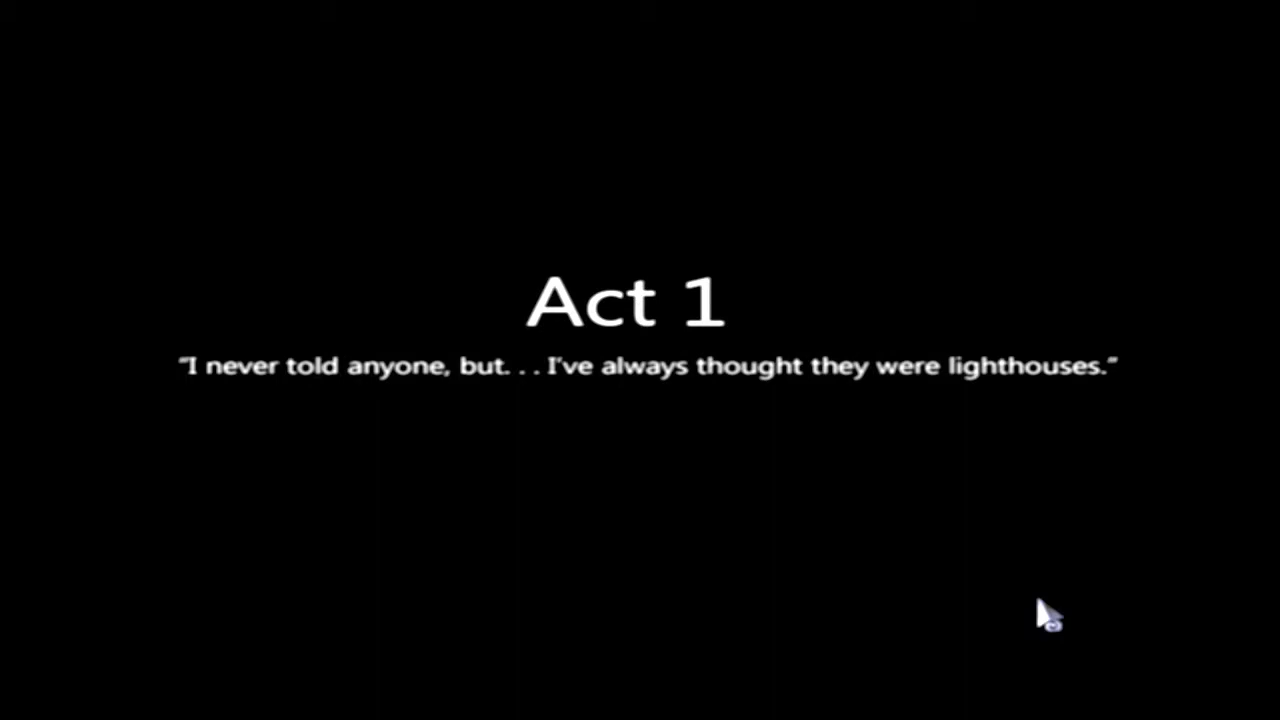 Act 1
“I never told anyone, but. . . I've always thought they were lighthouses.”